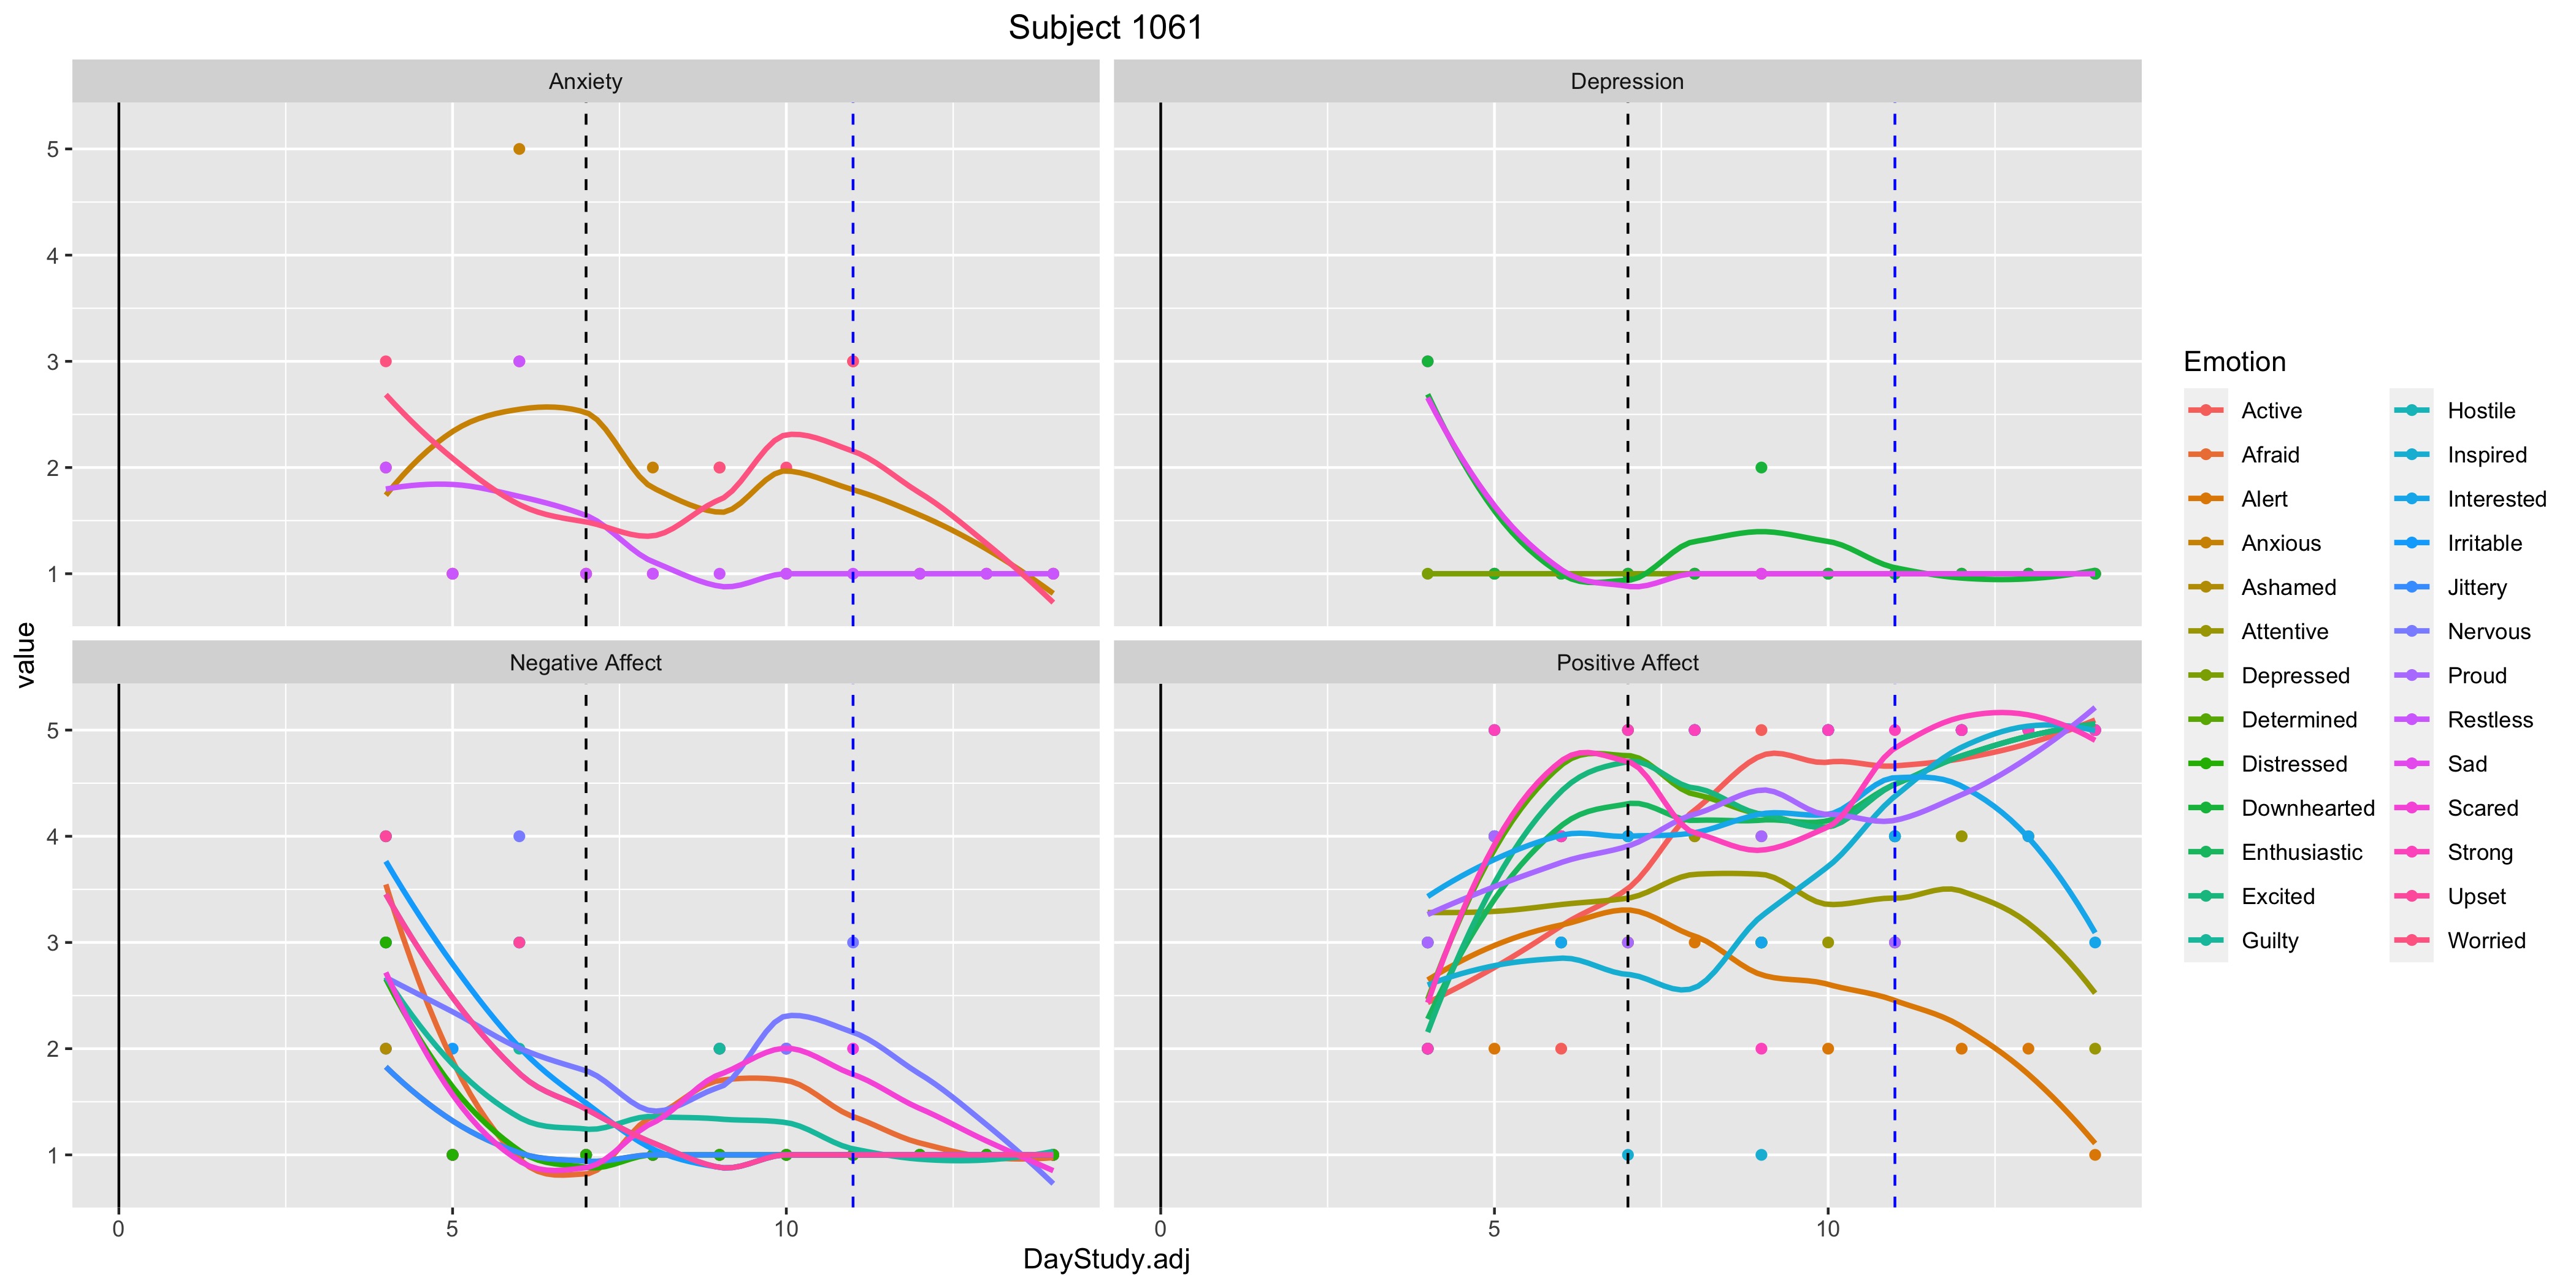 Subject 1061
Anxiety
Depression
5
4
3
2
1
Negative Affect
Positive Affect
5
4
3
2
1
0
5
10
0
5
10
value
DayStudy.adj
Emotion
Active
Afraid
Alert
Anxious
Ashamed
Attentive
Depressed
Determined
Distressed
Downhearted
Enthusiastic
Excited
Guilty
Hostile
Inspired
Interested
Irritable
Jittery
Nervous
Proud
Restless
Sad
Scared
Strong
Upset
Worried